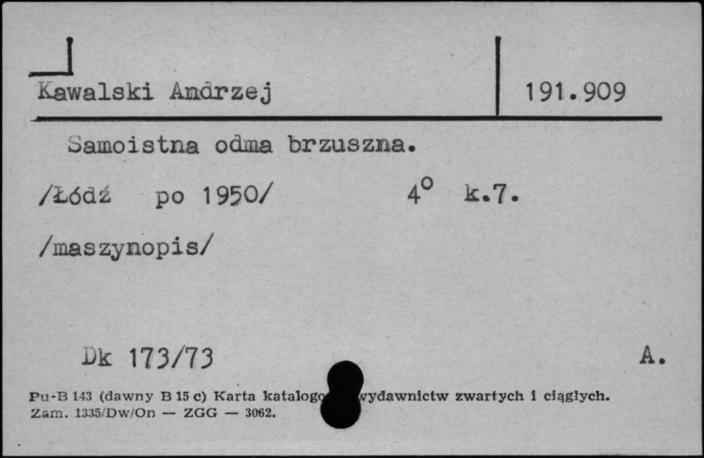 Kawalski Andrzej 191.909
Samoistna odma brzuszna.
/Łódź po 1950/ 4° k.7.
/maszynopis/
Dk 173/73 A.
Pu-B 143 (dawny B 15 c) Karta wydawnictw zwartych i ciągłych.
Zam. 1335/Dw/On — ZGG — 3062.